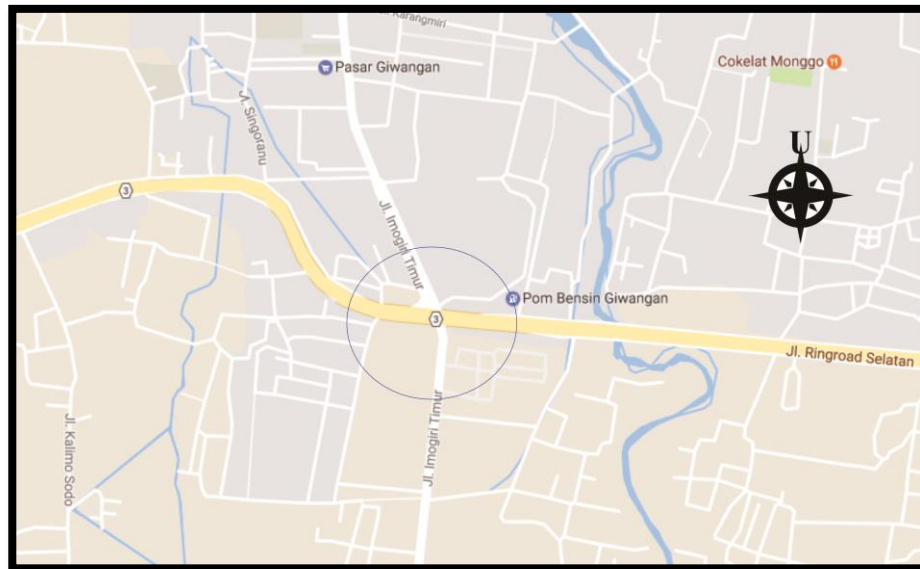 Karangmiri
Pasar Giwangan
Cokelat Monggo
Jl. Singoranu
U
3
Jl. Imogiri Timur
Pom Bensin Giwangan
3
Jl. Ringroad Selatan
Jl. Imogiri Timur
Jl. Kalimo Sodo